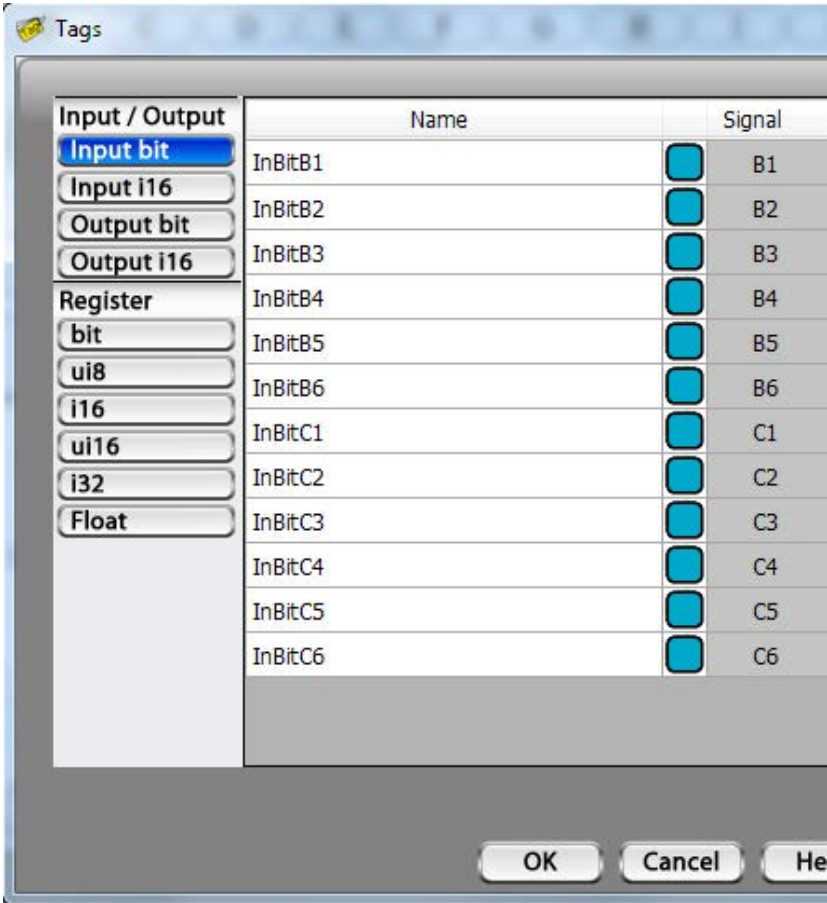 Tags
Input / Output
Input bit
Input i16
Output bit
Output i16
Register
bit
ui8
i16
ui16
i32
Float
Name Signal
InBitB1 B1
InBitB2 B2
InBitB3 B3
InBitB4 B4
InBitB5 B5
InBitB6 B6
InBitC1 C1
InBitC2 C2
InBitC3 C3
InBitC4 C4
InBitC5 C5
InBitC6 C6
OK Cancel He